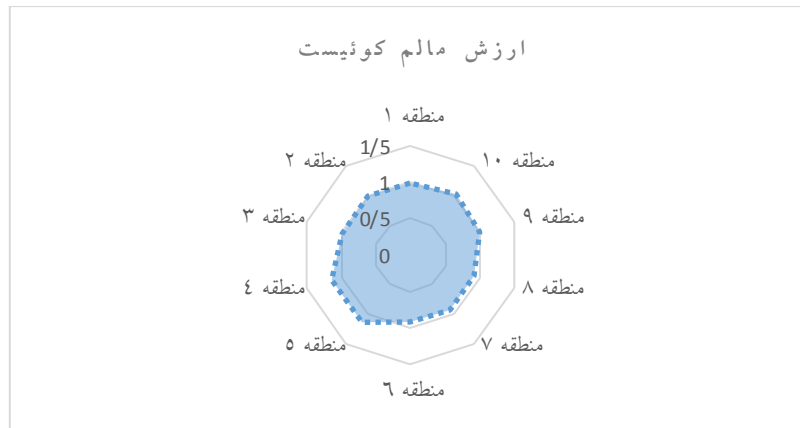 ارزش مالم کوئیست
منطقه ۱
منطقه ۱۰
منطقه ۹
منطقه ۸
منطقه ۷
منطقه ٦
منطقه ۵
منطقه ٤
منطقه ۳
منطقه ۲
1/5
1
0/5
0